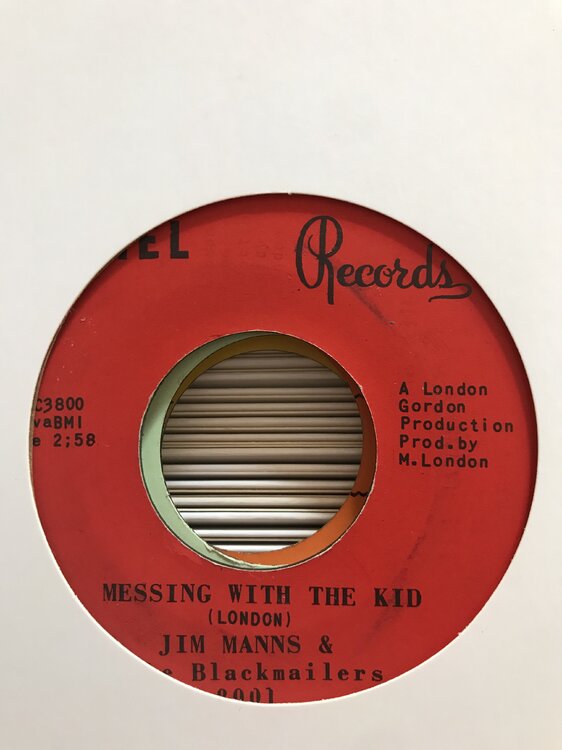 Records
C3800
vaBMI
e 2;58
A London
Gordon
Production
Prod.by
M.London
MESSING WITH THE KID
(LONDON)
JIM MANNS &
Blackmailers